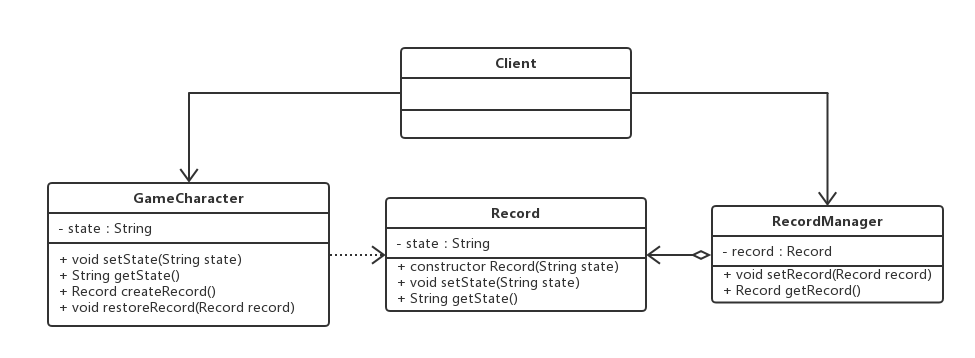 Client
GameCharacter
- state : String
+ void setState(String state)
+ String getState()
+ Record createRecord()
+ void restoreRecord(Record record)
Record
- state : String
+ constructor Record(String state)
+ void setState(String state)
+ String getState()
RecordManager
- record : Record
+ void setRecord(Record record)
+ Record getRecord()